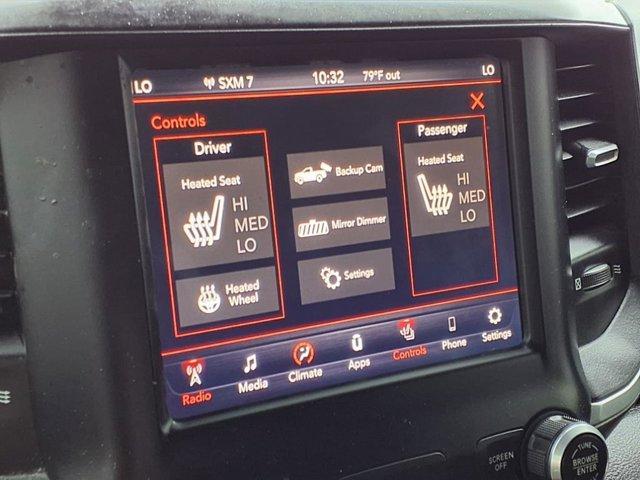 LO SXM 7 10:32 79°F out LO
Controls
Driver
Heated Seat
HI
MED
LO
Heated
Wheel
Backup Cam
Mirror Dimmer
Settings
Passenger
Heated Seat
HI
MED
LO
Radio Media Climate Apps Controls Phone Settings
SCREEN
OFF
TUNE
BROWSE
ENTER